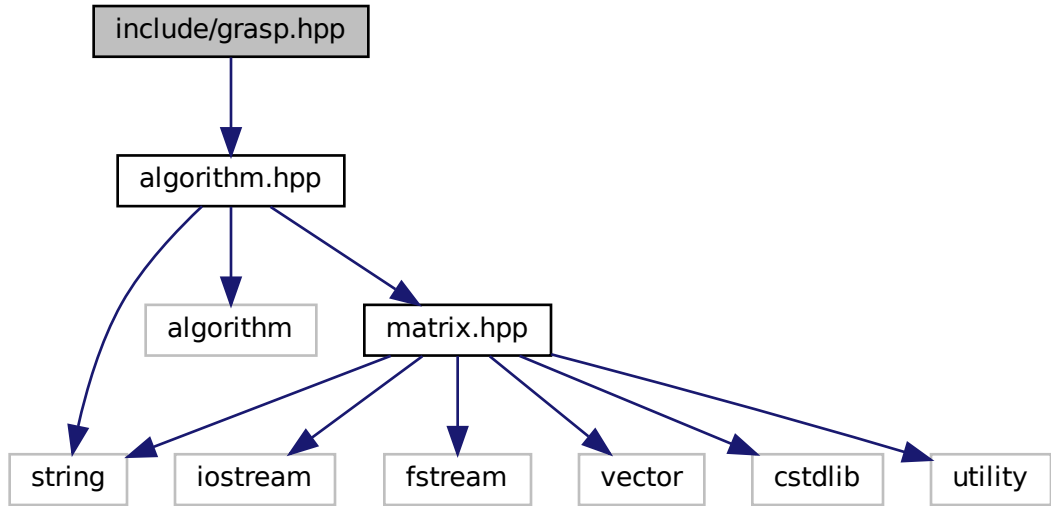 include/grasp.hpp
algorithm.hpp
algorithm
matrix.hpp
string
iostream
fstream
vector
cstdlib
utility